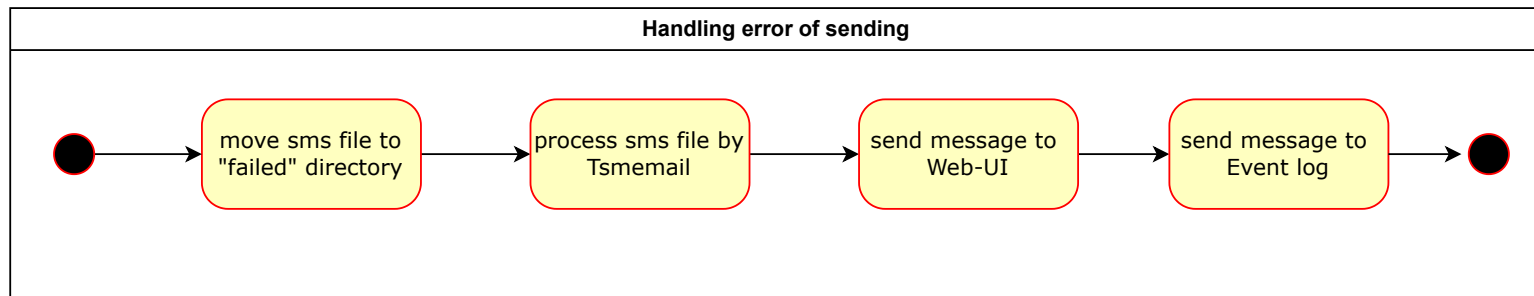 Handling error of sending
move sms file to
"failed" directory
process sms file by
Tsmemail
send message to
Web-UI
send message to
Event log